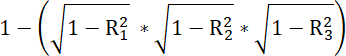 1 − (√(1 − R₁²) * √(1 − R₂²) * √(1 − R₃²))